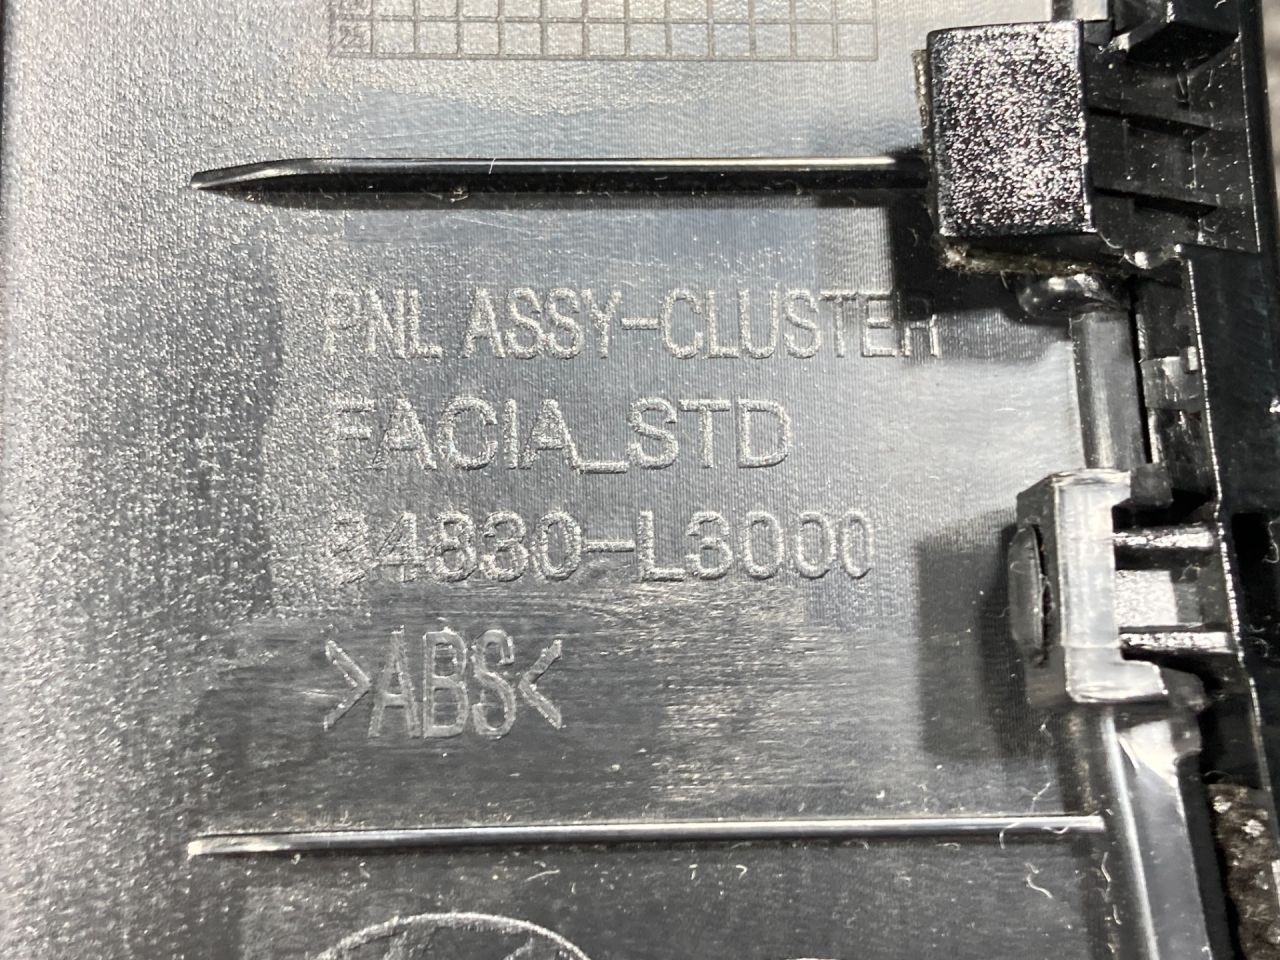 PNL ASSY-CLUSTER
FACIA_STD
84830-L3000
>ABS<